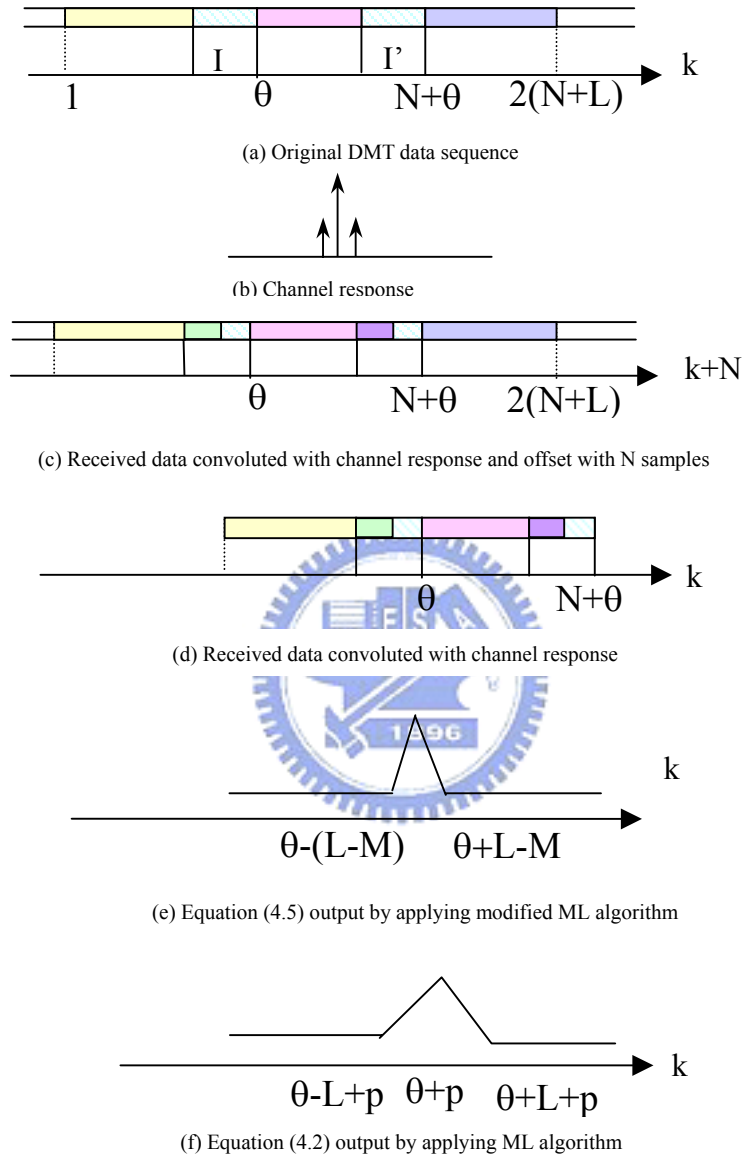 I I’
k
1 θ N+θ 2(N+L)
(a) Original DMT data sequence
(b) Channel response
k+N
θ N+θ 2(N+L)
(c) Received data convoluted with channel response and offset with N samples
k
θ N+θ
E S A
(d) Received data convoluted with channel response
1896
k
θ-(L-M) θ+L-M
(e) Equation (4.5) output by applying modified ML algorithm
k
θ-L+p θ+p θ+L+p
(f) Equation (4.2) output by applying ML algorithm